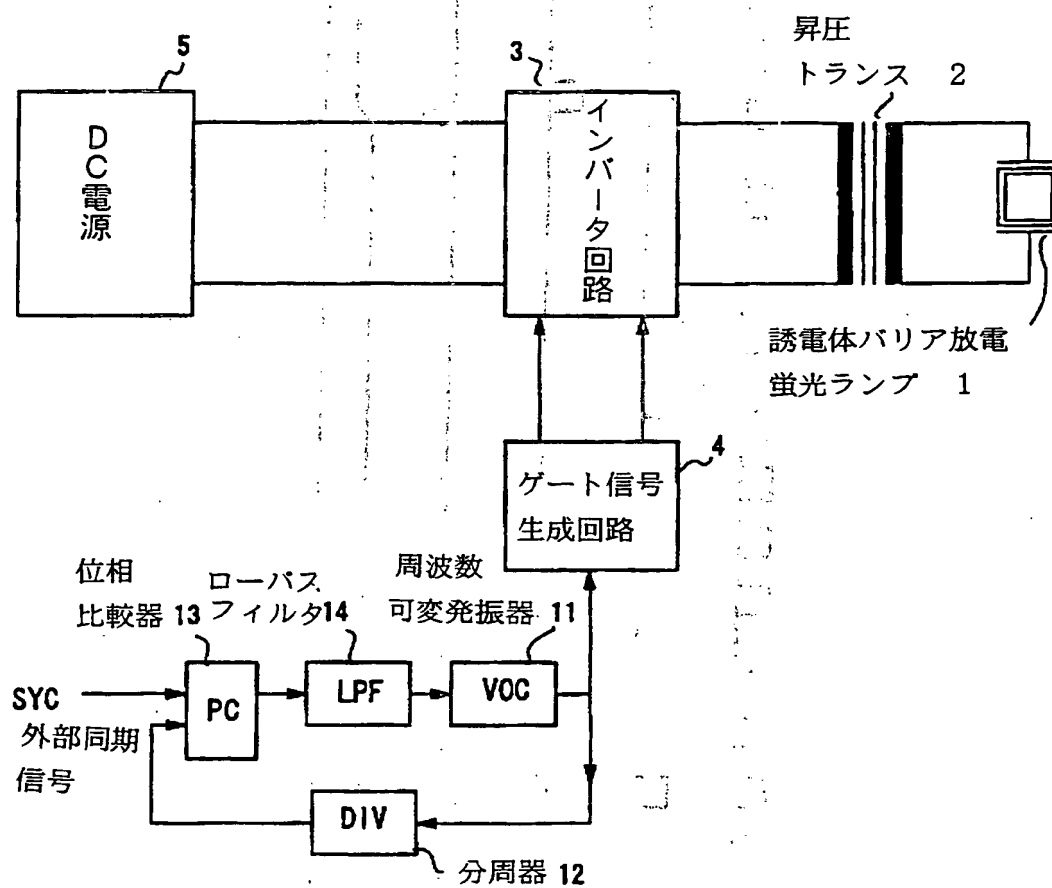 5
DC電源
3
インバータ回路
昇圧
トランス 2
誘電体バリア放電
蛍光ランプ 1
4
ゲート信号
生成回路
位相
比較器 13
ローパス
フィルタ14
周波数
可変発振器 11
SYC
外部同期
信号
PC
LPF
VOC
DIV
分周器 12